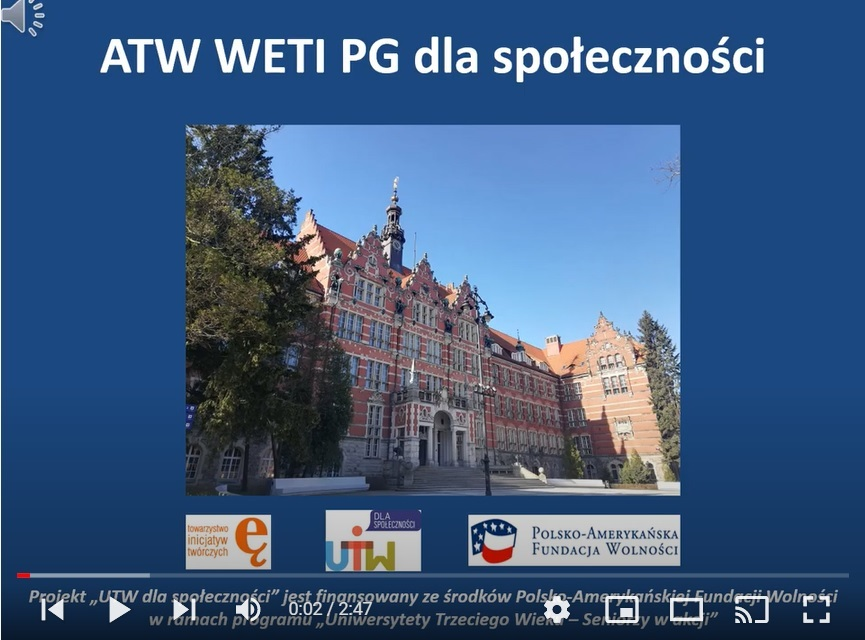 ATW WETI PG dla społeczności
towarzystwo
inicjatyw
twórczych
ę
DLA
SPOŁECZNOŚCI
UTW
POLSKO-AMERYKAŃSKA
FUNDACJA WOLNOŚCI
Projekt „UTW dla społeczności” jest finansowany ze środków Polsko-Amerykańskiej Fundacji Wolności
w ramach programu „Uniwersytety Trzeciego Wieku – Seniorzy w akcji”
0:02 / 2:47